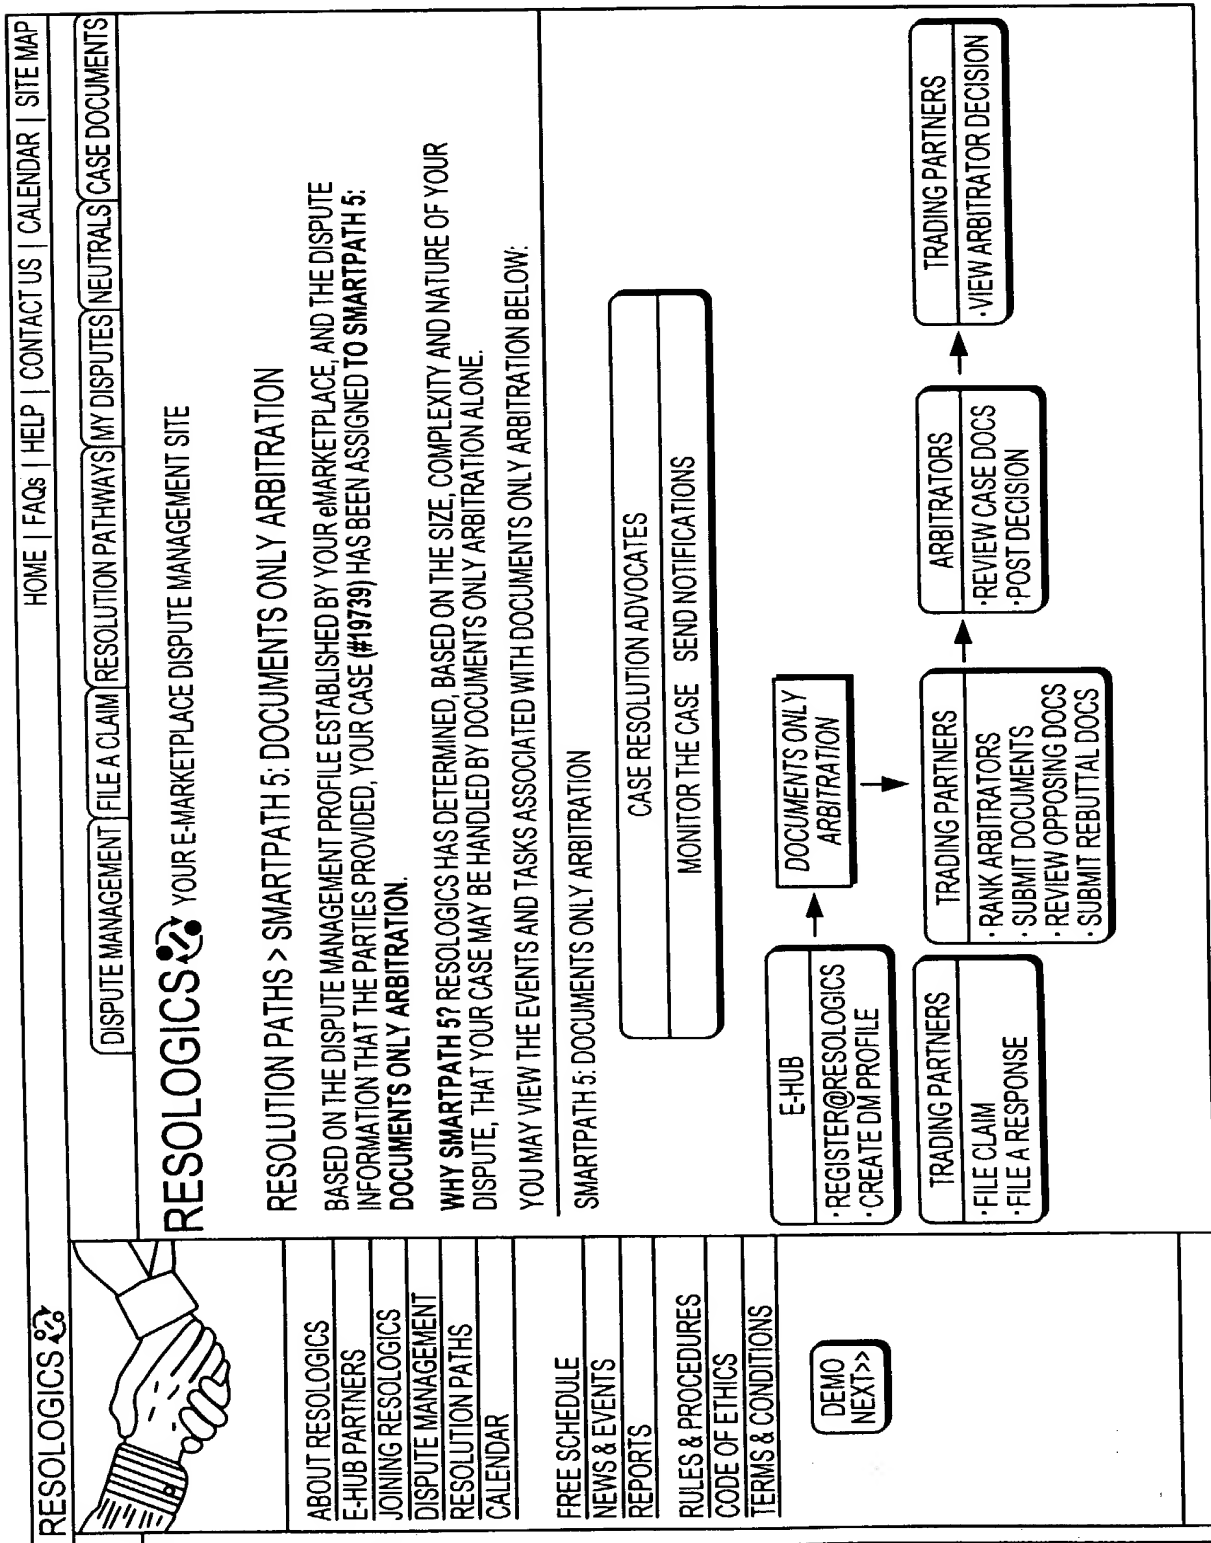 RESOLOGICS
HOME | FAQs | HELP | CONTACT US | CALENDAR | SITE MAP
DISPUTE MANAGEMENT FILE A CLAIM RESOLUTION PATHWAYS MY DISPUTES NEUTRALS CASE DOCUMENTS
RESOLOGICS YOUR E-MARKETPLACE DISPUTE MANAGEMENT SITE
ABOUT RESOLOGICS
E-HUB PARTNERS
JOINING RESOLOGICS
DISPUTE MANAGEMENT
RESOLUTION PATHS
CALENDAR
FREE SCHEDULE
NEWS & EVENTS
REPORTS
RULES & PROCEDURES
CODE OF ETHICS
TERMS & CONDITIONS
DEMO
NEXT>>
RESOLUTION PATHS > SMARTPATH 5: DOCUMENTS ONLY ARBITRATION
BASED ON THE DISPUTE MANAGEMENT PROFILE ESTABLISHED BY YOUR eMARKETPLACE, AND THE DISPUTE
INFORMATION THAT THE PARTIES PROVIDED, YOUR CASE (#19739) HAS BEEN ASSIGNED TO SMARTPATH 5:
DOCUMENTS ONLY ARBITRATION.
WHY SMARTPATH 5? RESOLOGICS HAS DETERMINED, BASED ON THE SIZE, COMPLEXITY AND NATURE OF YOUR
DISPUTE, THAT YOUR CASE MAY BE HANDLED BY DOCUMENTS ONLY ARBITRATION ALONE.
YOU MAY VIEW THE EVENTS AND TASKS ASSOCIATED WITH DOCUMENTS ONLY ARBITRATION BELOW:
SMARTPATH 5: DOCUMENTS ONLY ARBITRATION
CASE RESOLUTION ADVOCATES
MONITOR THE CASE SEND NOTIFICATIONS
E-HUB
·REGISTER@RESOLOGICS
·CREATE DM PROFILE
DOCUMENTS ONLY
ARBITRATION
TRADING PARTNERS
·FILE CLAIM
·FILE A RESPONSE
TRADING PARTNERS
·RANK ARBITRATORS
·SUBMIT DOCUMENTS
·REVIEW OPPOSING DOCS
·SUBMIT REBUTTAL DOCS
ARBITRATORS
·REVIEW CASE DOCS
·POST DECISION
TRADING PARTNERS
·VIEW ARBITRATOR DECISION